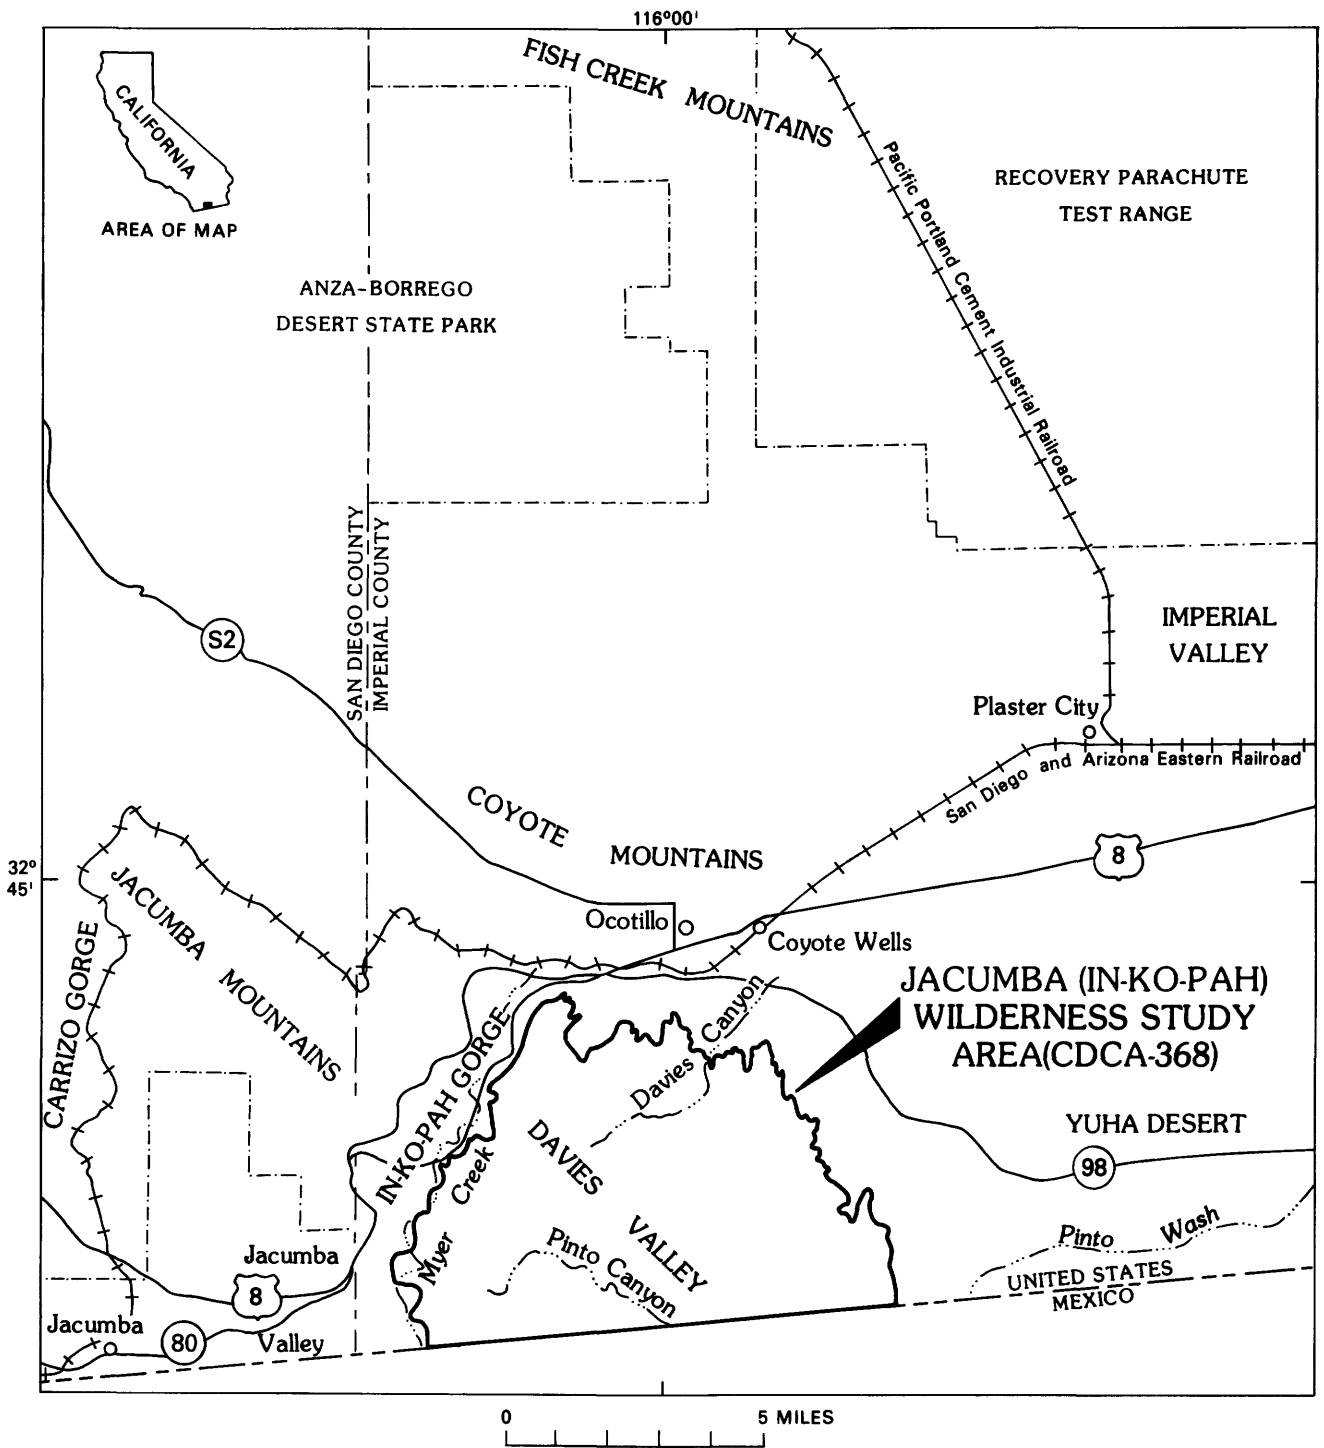 116°00'
FISH CREEK MOUNTAINS
CALIFORNIA
AREA OF MAP
RECOVERY PARACHUTE
TEST RANGE
Pacific Portland Cement Industrial Railroad
ANZA-BORREGO
DESERT STATE PARK
SAN DIEGO COUNTY
IMPERIAL COUNTY
S2
IMPERIAL
VALLEY
Plaster City
San Diego and Arizona Eastern Railroad
COYOTE MOUNTAINS
8
32°
45'
JACUMBA MOUNTAINS
CARRIZO GORGE
Ocotillo
Coyote Wells
JACUMBA (IN-KO-PAH)
WILDERNESS STUDY
AREA(CDCA-368)
IN-KO-PAH GORGE
Davies Canyon
YUHA DESERT
98
DAVIES VALLEY
Myer Creek
Pinto Canyon
Pinto Wash
UNITED STATES
MEXICO
Jacumba
Valley
8
Jacumba
80
0 5 MILES